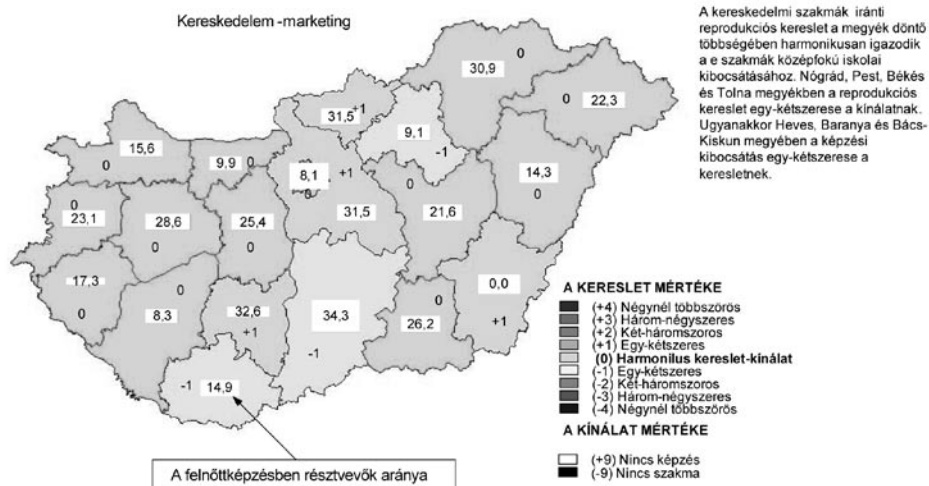 Kereskedelem -marketing
A kereskedelmi szakmák iránti
reprodukciós kereslet a megyék döntő
többségében harmonikusan igazodik
a e szakmák középfokú iskolai
kibocsátásához. Nógrád, Pest, Békés
és Tolna megyékben a reprodukciós
kereslet egy-kétszerese a kínálatnak.
Ugyanakkor Heves, Baranya és Bács-
Kiskun megyében a képzési
kibocsátás egy-kétszerese a
keresletnek.
0
30,9
0
22,3
+1
31,5
9,1
-1
15,6
0
9,9
0
8,1
0
+1
31,5
0
21,6
14,3
0
0
23,1
28,6
0
25,4
0
17,3
0
0
8,3
32,6
+1
34,3
-1
0
26,2
0,0
+1
-1
14,9
A felnőttképzésben résztvevők aránya
A KERESLET MÉRTÉKE
(+4) Négynél többszörös
(+3) Három-négyszeres
(+2) Két-háromszoros
(+1) Egy-kétszeres
(0) Harmonilus kereslet-kínálat
(-1) Egy-kétszeres
(-2) Két-háromszoros
(-3) Három-négyszeres
(-4) Négynél többszörös
A KÍNÁLAT MÉRTÉKE
(+9) Nincs képzés
(-9) Nincs szakma